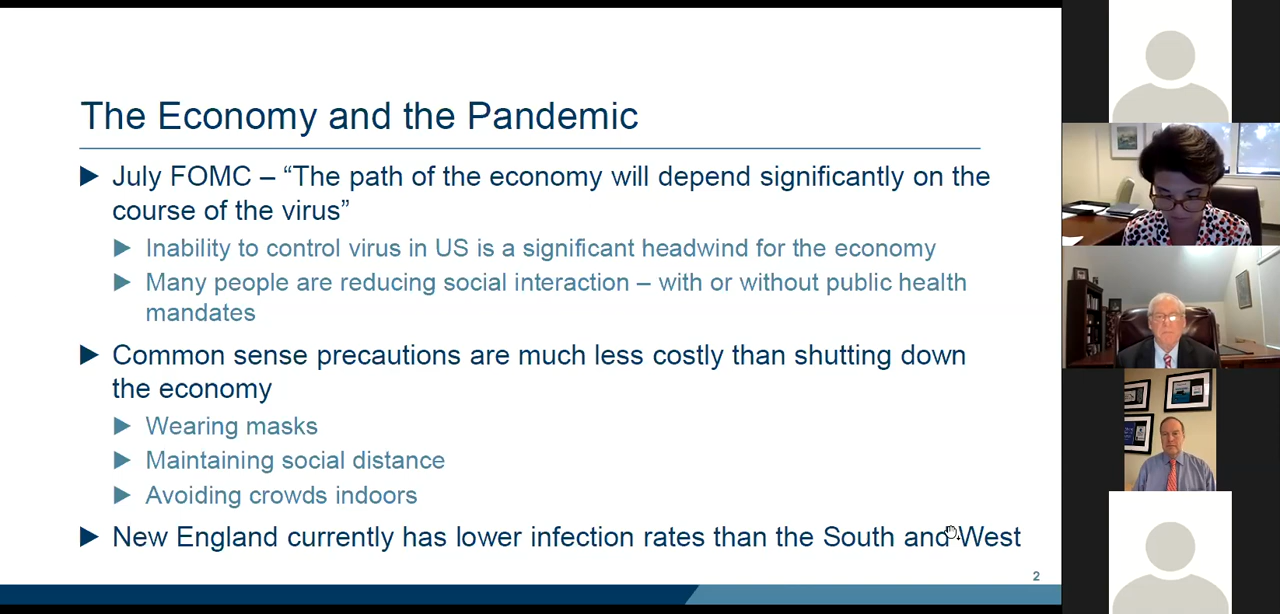 The Economy and the Pandemic
July FOMC – “The path of the economy will depend significantly on the
course of the virus”
Inability to control virus in US is a significant headwind for the economy
Many people are reducing social interaction – with or without public health
mandates
Common sense precautions are much less costly than shutting down
the economy
Wearing masks
Maintaining social distance
Avoiding crowds indoors
New England currently has lower infection rates than the South and West
2